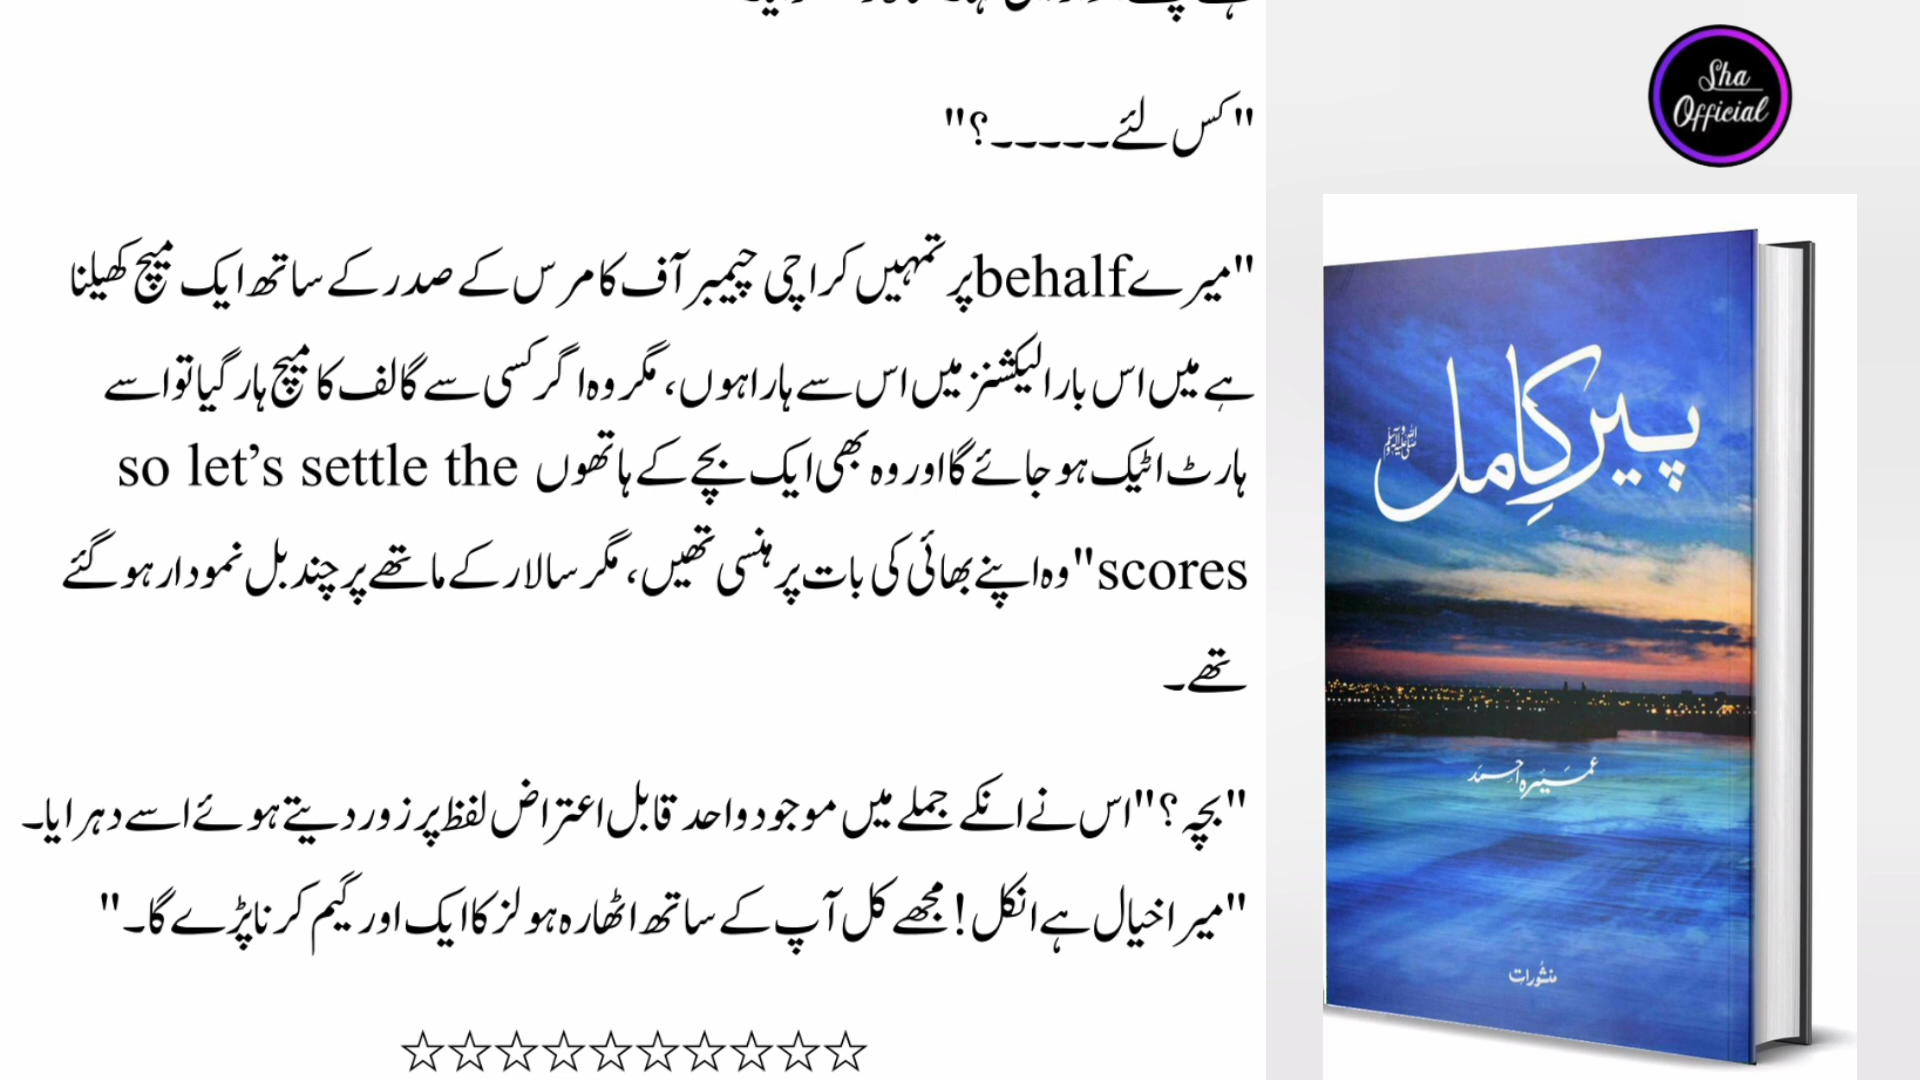 "کس لئے۔۔۔۔۔؟"
"میرےbehalfپر تمہیں کراچی چیمبر آف کامرس کے صدر کے ساتھ ایک میچ کھیلنا
ہے میں اس بار الیکشنز میں اس سے ہارا ہوں، مگر وہ اگر کسی سے گالف کا میچ ہار گیا تو اسے
ہارٹ اٹیک ہو جائے گا اور وہ بھی ایک بچے کے ہاتھوں so let’s settle the
scores"وہ اپنے بھائی کی بات پر ہنسی تھیں، مگر سالار کے ماتھے پر چند بل نمودار ہو گئے
تھے۔
"بچہ ؟"اس نے انکے جملے میں موجود واحد قابل اعتراض لفظ پر زور دیتے ہوئے اسے دہرایا۔
"میرا خیال ہے انکل! مجھے کل آپ کے ساتھ اٹھارہ ہولز کا ایک اور گیم کرنا پڑے گا۔"
☆☆☆☆☆☆☆☆☆☆
Sha
Official
پیرِکامل
ﷺ
عمیرہ احمد
منشورات